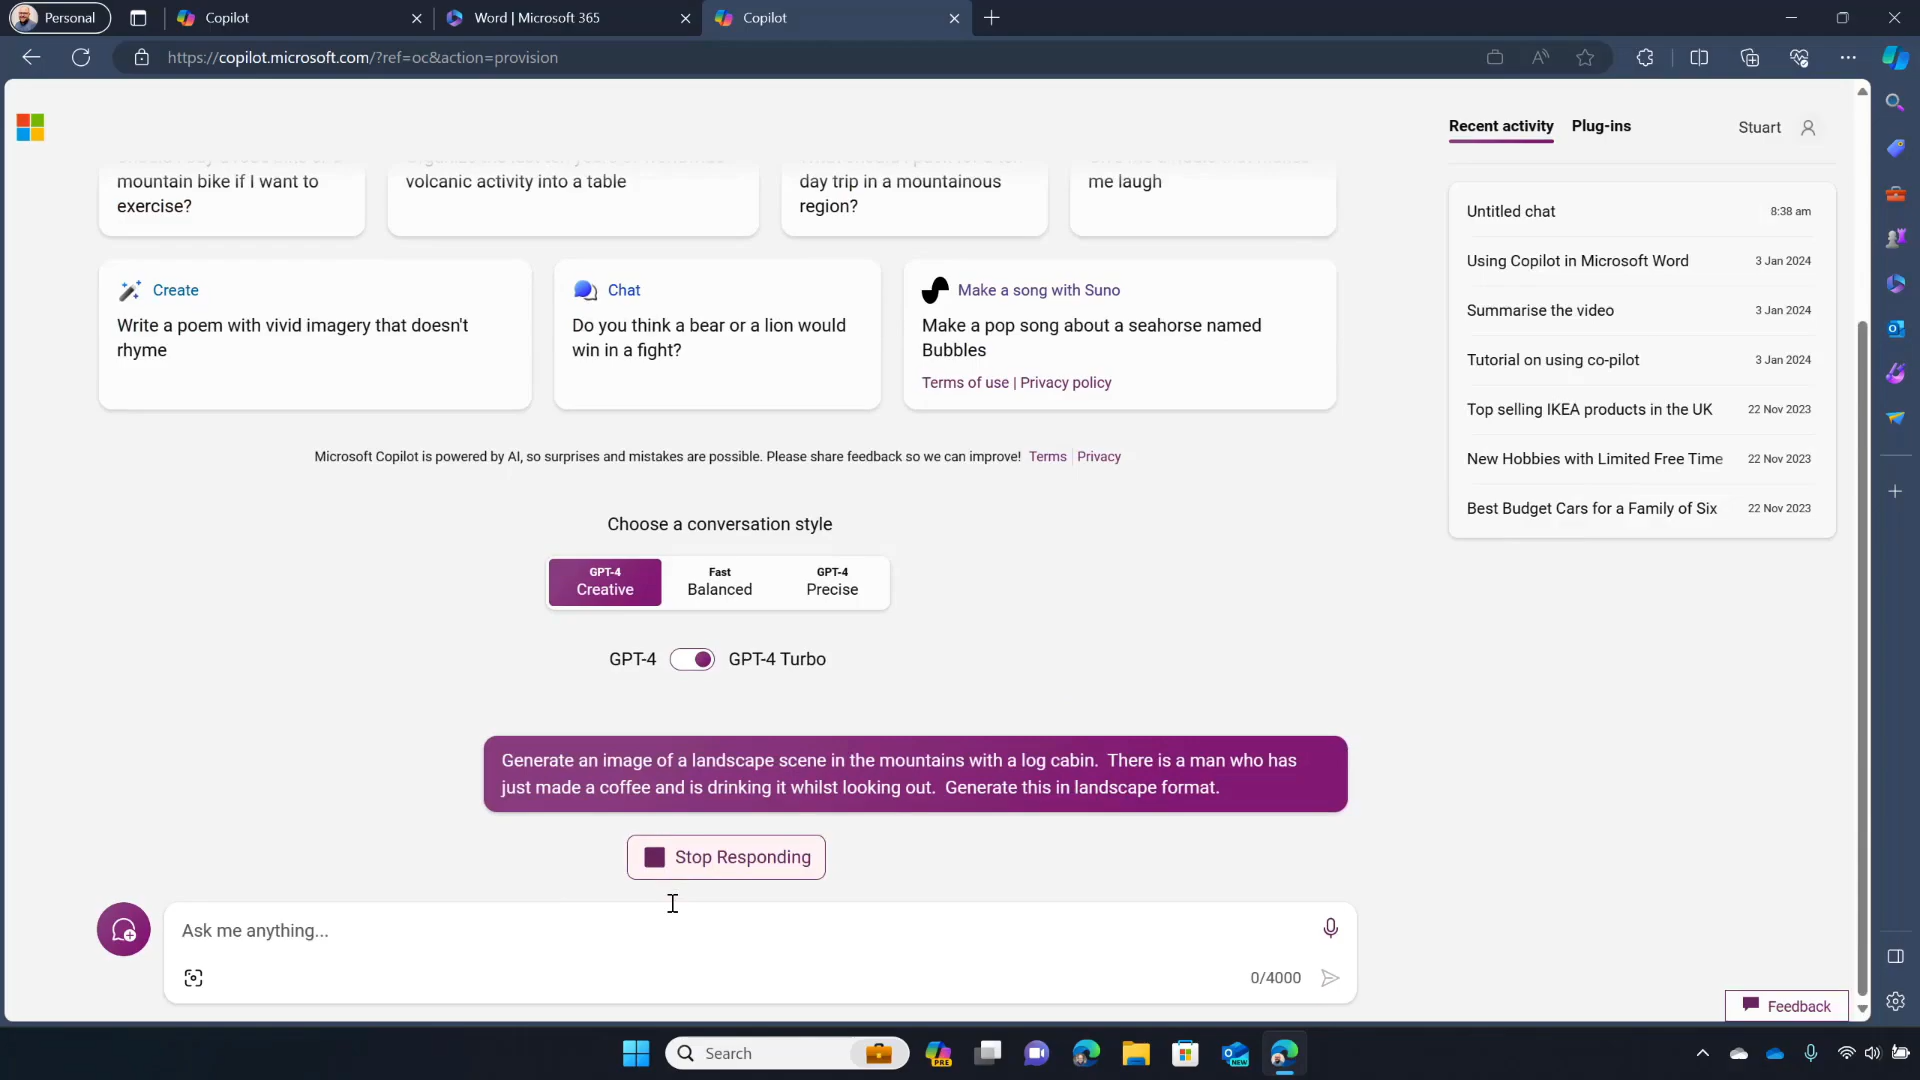 Personal
Copilot
Word | Microsoft 365
Copilot
https://copilot.microsoft.com/?ref=oc&action=provision
Recent activity
Plug-ins
Stuart
mountain bike if I want to
exercise?
volcanic activity into a table
day trip in a mountainous
region?
me laugh
Create
Write a poem with vivid imagery that doesn't
rhyme
Chat
Do you think a bear or a lion would
win in a fight?
Make a song with Suno
Make a pop song about a seahorse named
Bubbles
Terms of use | Privacy policy
Untitled chat 8:38 am
Using Copilot in Microsoft Word 3 Jan 2024
Summarise the video 3 Jan 2024
Tutorial on using co-pilot 3 Jan 2024
Top selling IKEA products in the UK 22 Nov 2023
New Hobbies with Limited Free Time 22 Nov 2023
Best Budget Cars for a Family of Six 22 Nov 2023
Microsoft Copilot is powered by AI, so surprises and mistakes are possible. Please share feedback so we can improve! Terms Privacy
Choose a conversation style
GPT-4
Creative
Fast
Balanced
GPT-4
Precise
GPT-4 GPT-4 Turbo
Generate an image of a landscape scene in the mountains with a log cabin. There is a man who has
just made a coffee and is drinking it whilst looking out. Generate this in landscape format.
Stop Responding
Ask me anything...
0/4000
Feedback
Search
PRE
NEW